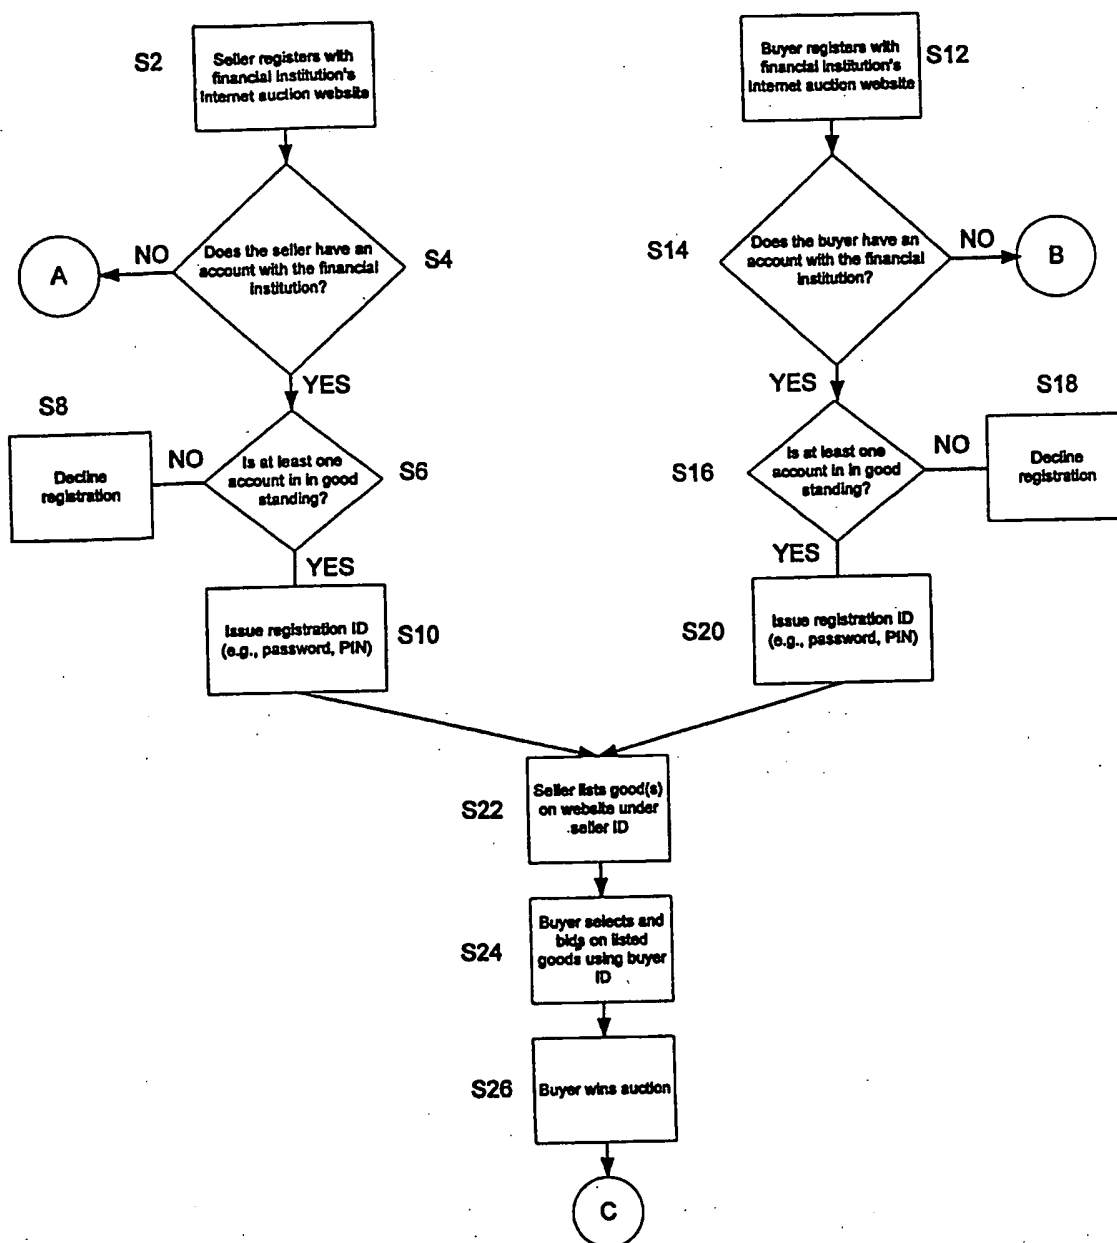 S2
Seller registers with
financial institution's
Internet auction website
Buyer registers with
financial institution's
Internet auction website
S12
A
NO
Does the seller have an
account with the financial
institution?
S4
S14
Does the buyer have an
account with the financial
institution?
NO
B
YES
YES
S8
S18
Decline
registration
NO
Is at least one
account in in good
standing?
S6
S16
Is at least one
account in in good
standing?
NO
Decline
registration
YES
YES
Issue registration ID
(e.g., password, PIN)
S10
S20
Issue registration ID
(e.g., password, PIN)
S22
Seller lists good(s)
on website under
seller ID
S24
Buyer selects and
bids on listed
goods using buyer
ID
S26
Buyer wins auction
C